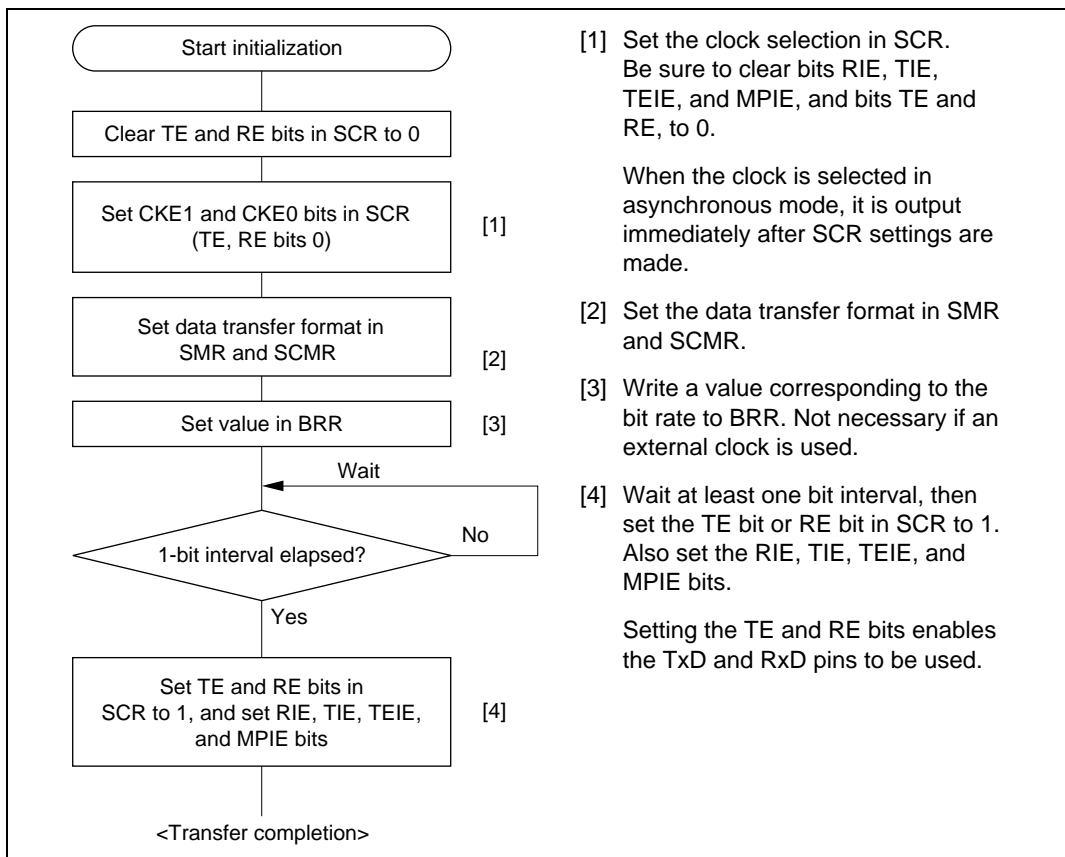 Start initialization
Clear TE and RE bits in SCR to 0
Set CKE1 and CKE0 bits in SCR
(TE, RE bits 0)
[1]
Set data transfer format in
SMR and SCMR
[2]
Set value in BRR
[3]
Wait
No
1-bit interval elapsed?
Yes
Set TE and RE bits in
SCR to 1, and set RIE, TIE, TEIE,
and MPIE bits
[4]
<Transfer completion>
[1] Set the clock selection in SCR.
Be sure to clear bits RIE, TIE,
TEIE, and MPIE, and bits TE and
RE, to 0.
When the clock is selected in
asynchronous mode, it is output
immediately after SCR settings are
made.
[2] Set the data transfer format in SMR
and SCMR.
[3] Write a value corresponding to the
bit rate to BRR. Not necessary if an
external clock is used.
[4] Wait at least one bit interval, then
set the TE bit or RE bit in SCR to 1.
Also set the RIE, TIE, TEIE, and
MPIE bits.
Setting the TE and RE bits enables
the TxD and RxD pins to be used.